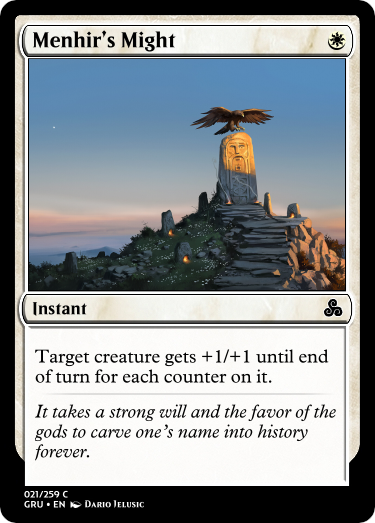 Menhir's Might
Instant
Target creature gets +1/+1 until end
of turn for each counter on it.
It takes a strong will and the favor of the
gods to carve one's name into history
forever.
021/259 C
GRU • EN Dario Jelusic